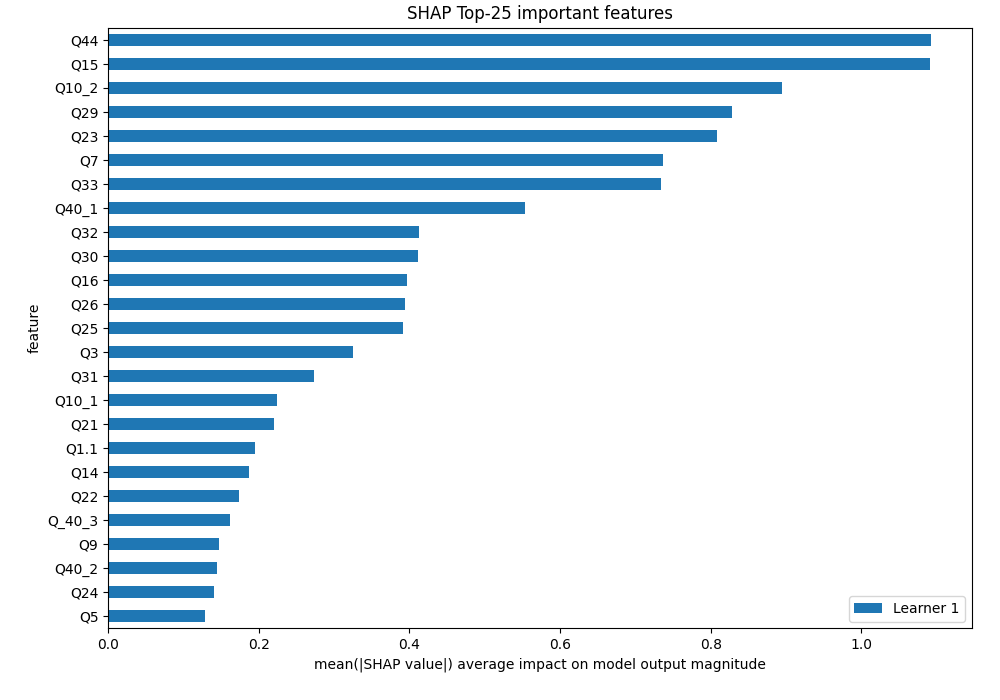 SHAP Top-25 important features
feature
Q44
Q15
Q10_2
Q29
Q23
Q7
Q33
Q40_1
Q32
Q30
Q16
Q26
Q25
Q3
Q31
Q10_1
Q21
Q1.1
Q14
Q22
Q_40_3
Q9
Q40_2
Q24
Q5
Learner 1
0.0 0.2 0.4 0.6 0.8 1.0
mean(|SHAP value|) average impact on model output magnitude